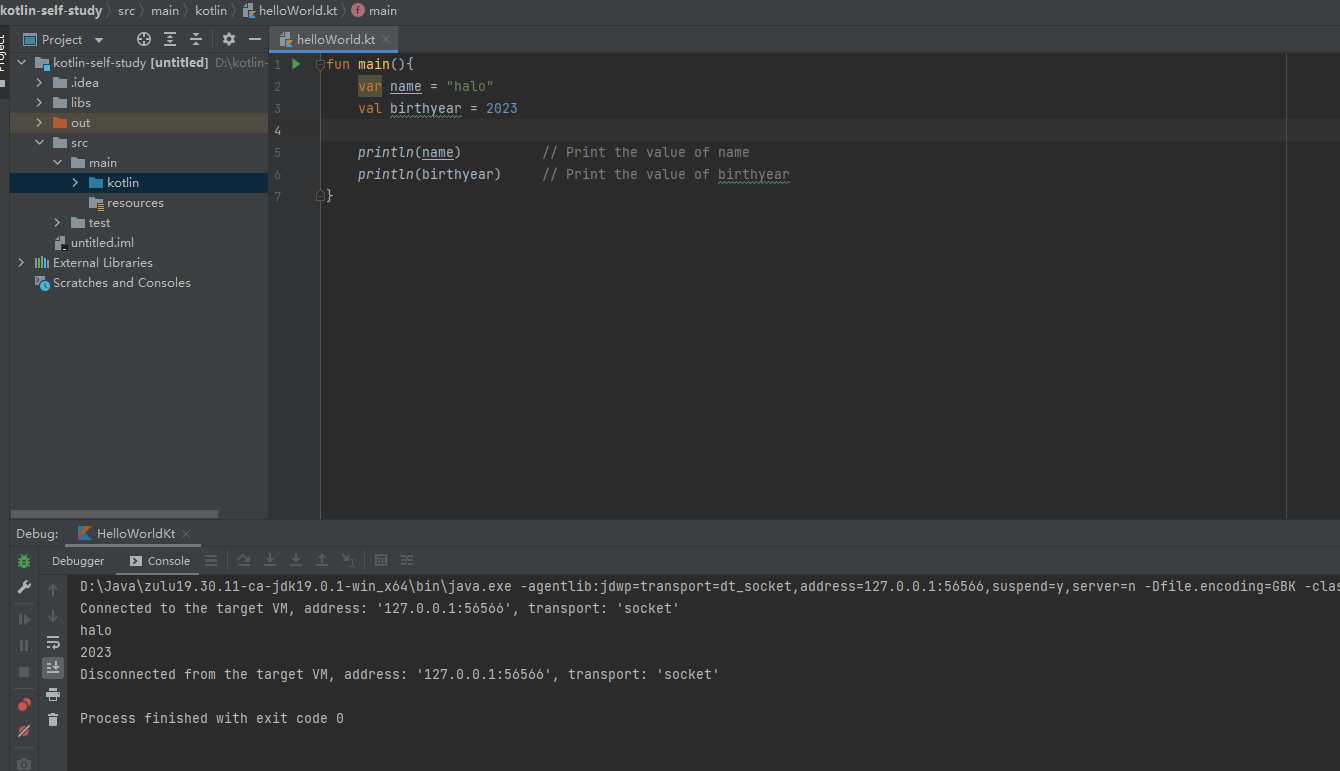 kotlin-self-study src main kotlin helloWorld.kt main
Project
Project
helloWorld.kt
kotlin-self-study [untitled] D:\kotlin-
.idea
libs
out
src
main
kotlin
resources
test
untitled.iml
External Libraries
Scratches and Consoles
1 fun main(){
2 var name = "halo"
3 val birthyear = 2023
4
5 println(name) // Print the value of name
6 println(birthyear) // Print the value of birthyear
7 }
Debug: HelloWorldKt
Debugger Console
D:\Java\zulu19.30.11-ca-jdk19.0.1-win_x64\bin\java.exe -agentlib:jdwp=transport=dt_socket,address=127.0.0.1:56566,suspend=y,server=n -Dfile.encoding=GBK -clas
Connected to the target VM, address: '127.0.0.1:56566', transport: 'socket'
halo
2023
Disconnected from the target VM, address: '127.0.0.1:56566', transport: 'socket'
Process finished with exit code 0